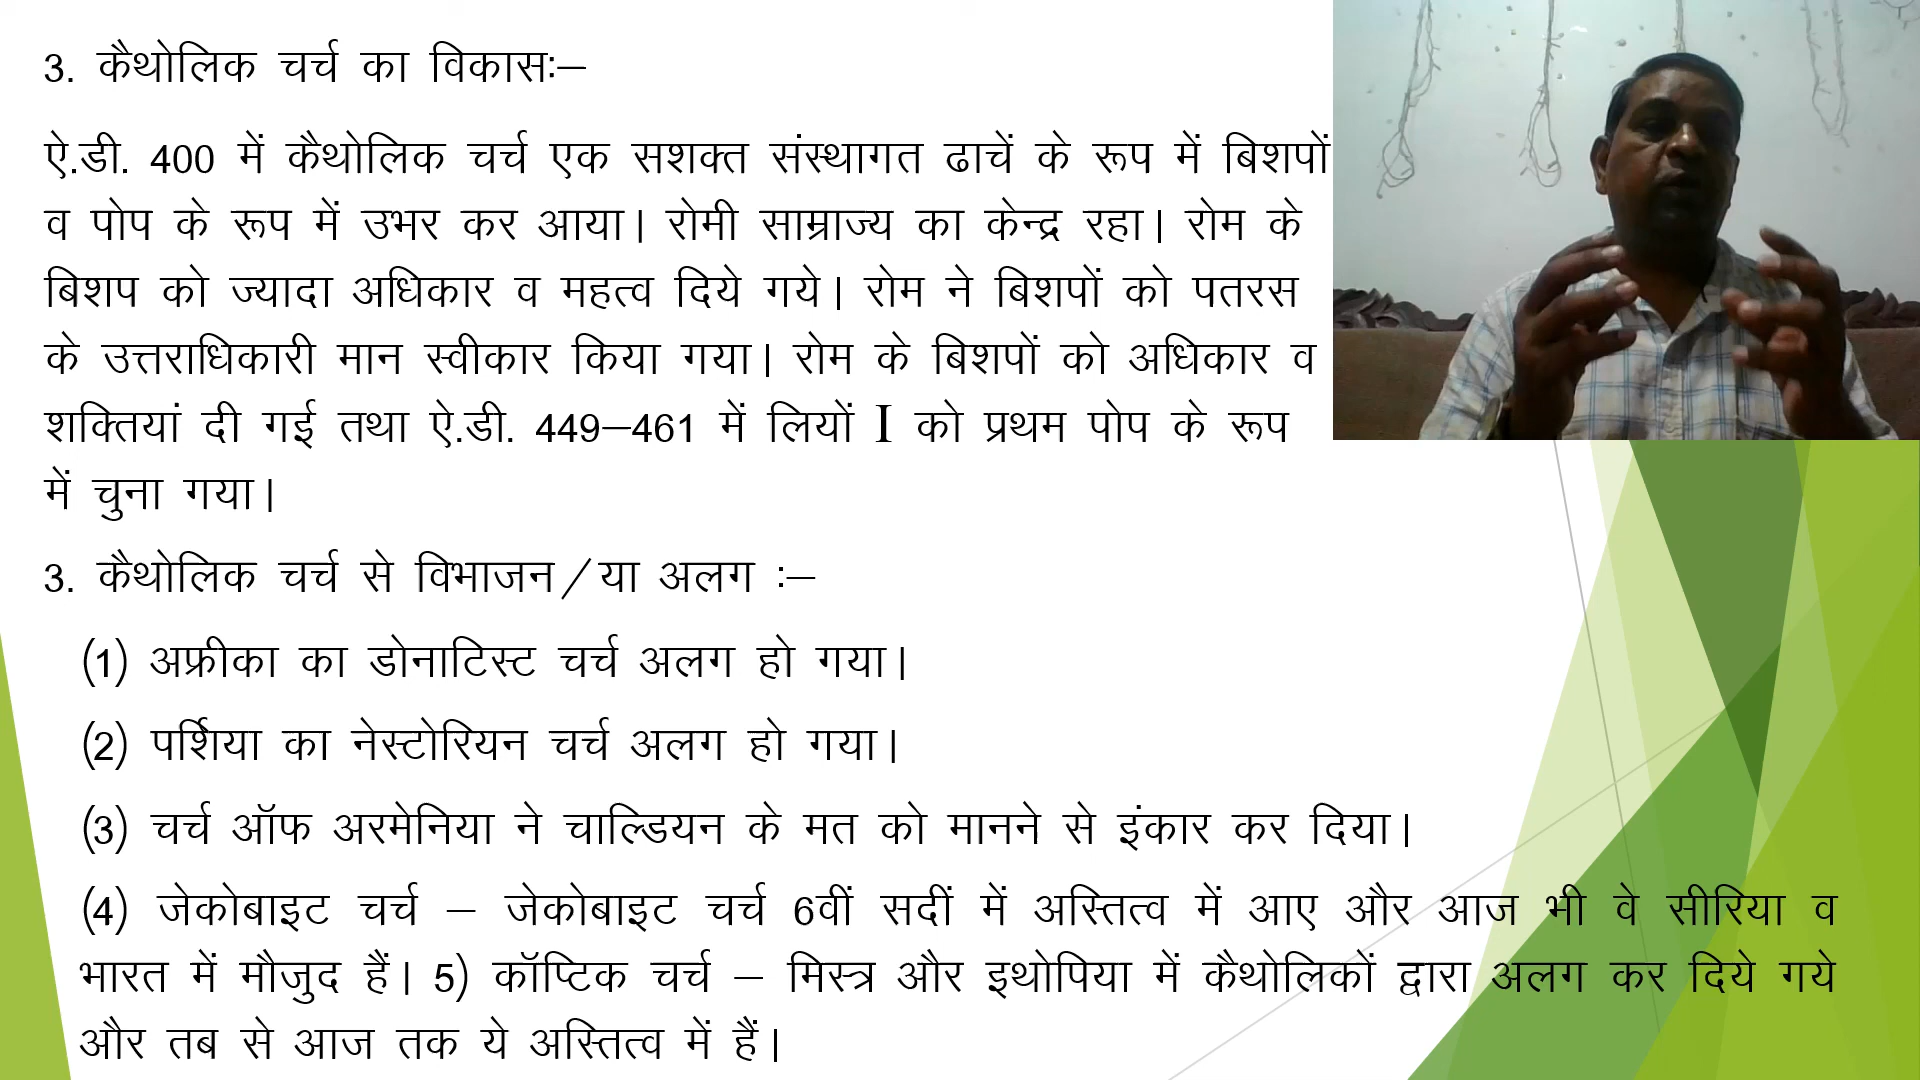 3. कैथोलिक चर्च का विकासः–
ऐ.डी. 400 में कैथोलिक चर्च एक सशक्त संस्थागत ढाचें के रूप में बिशपों
व पोप के रूप में उभर कर आया। रोमी साम्राज्य का केन्द्र रहा। रोम के
बिशप को ज्यादा अधिकार व महत्व दिये गये। रोम ने बिशपों को पतरस
के उत्तराधिकारी मान स्वीकार किया गया। रोम के बिशपों को अधिकार व
शक्तियां दी गई तथा ऐ.डी. 449–461 में लियों I को प्रथम पोप के रूप
में चुना गया।
3. कैथोलिक चर्च से विभाजन/या अलग :–
(1) अफ्रीका का डोनाटिस्ट चर्च अलग हो गया।
(2) पर्शिया का नेस्टोरियन चर्च अलग हो गया।
(3) चर्च ऑफ अरमेनिया ने चाल्डियन के मत को मानने से इंकार कर दिया।
(4) जेकोबाइट चर्च – जेकोबाइट चर्च 6वीं सदीं में अस्तित्व में आए और आज भी वे सीरिया व
भारत में मौजुद हैं। 5) कॉप्टिक चर्च – मिस्त्र और इथोपिया में कैथोलिकों द्वारा अलग कर दिये गये
और तब से आज तक ये अस्तित्व में हैं।